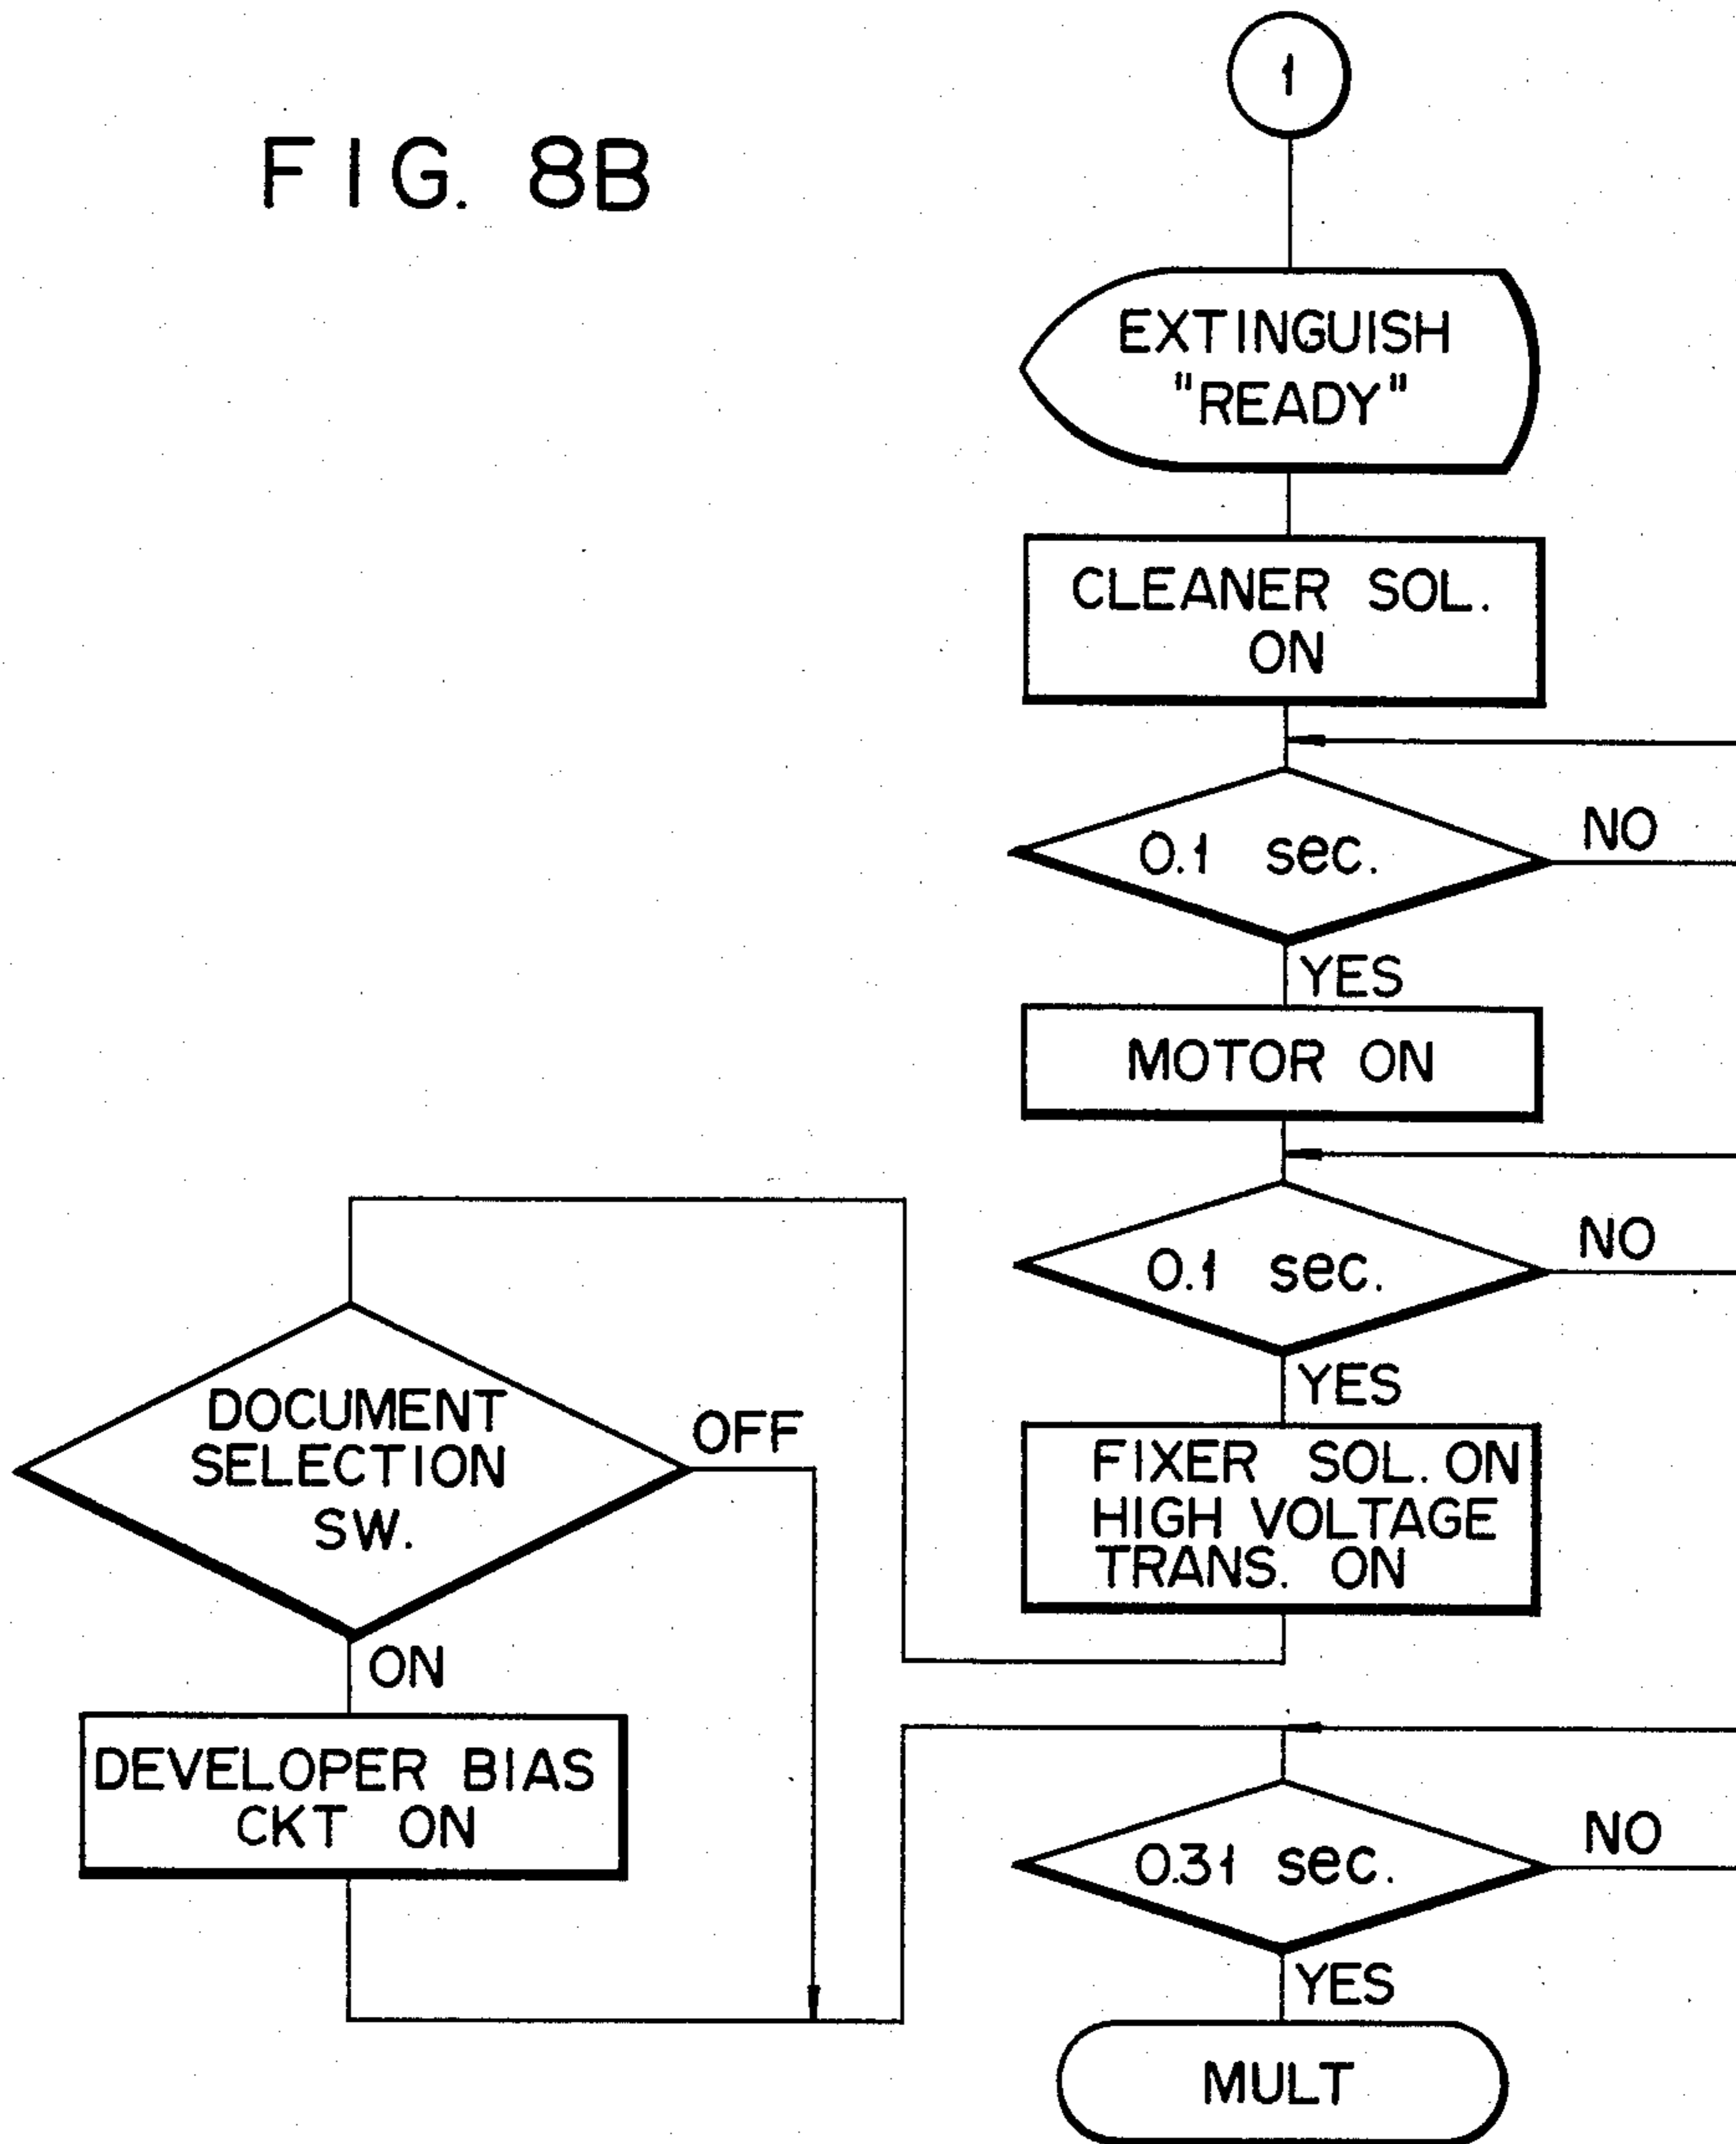 FIG. 8B
1
EXTINGUISH
"READY"
CLEANER SOL.
ON
0.1 sec.
NO
YES
MOTOR ON
0.1 sec.
NO
YES
FIXER SOL. ON
HIGH VOLTAGE
TRANS. ON
DOCUMENT
SELECTION
SW.
OFF
ON
DEVELOPER BIAS
CKT ON
0.31 sec.
NO
YES
MULT